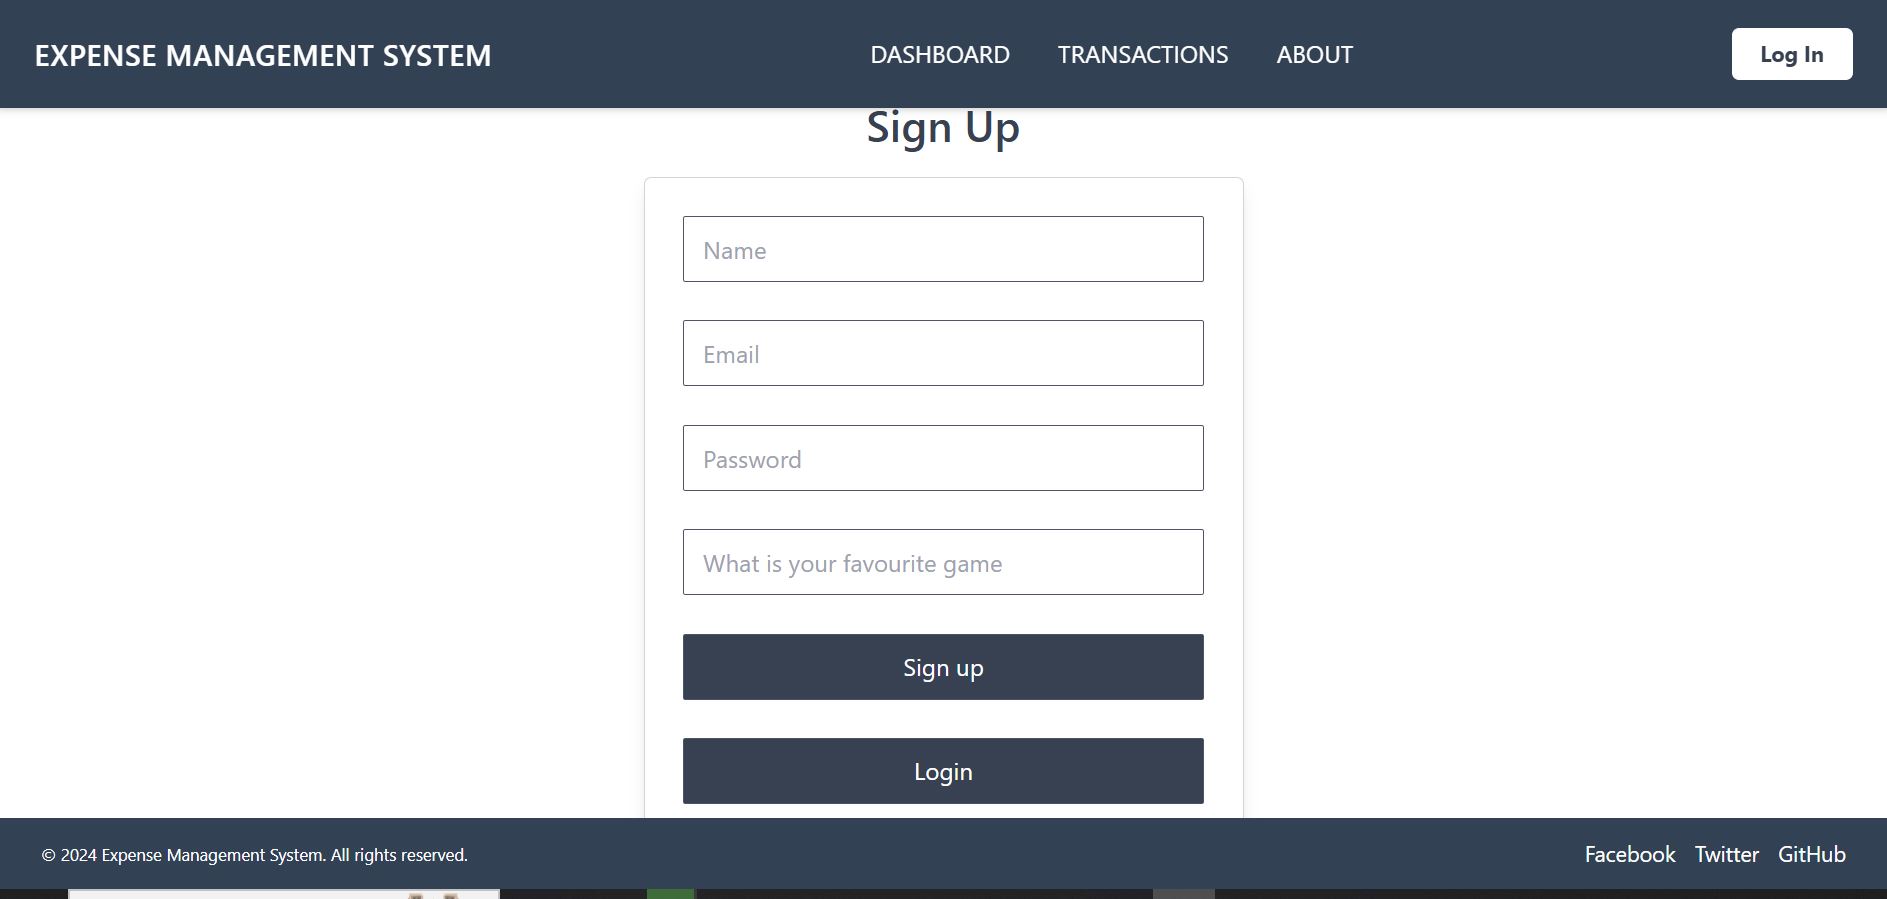 EXPENSE MANAGEMENT SYSTEM
DASHBOARD TRANSACTIONS ABOUT
Log In
Sign Up
Name
Email
Password
What is your favourite game
Sign up
Login
© 2024 Expense Management System. All rights reserved.
Facebook Twitter GitHub